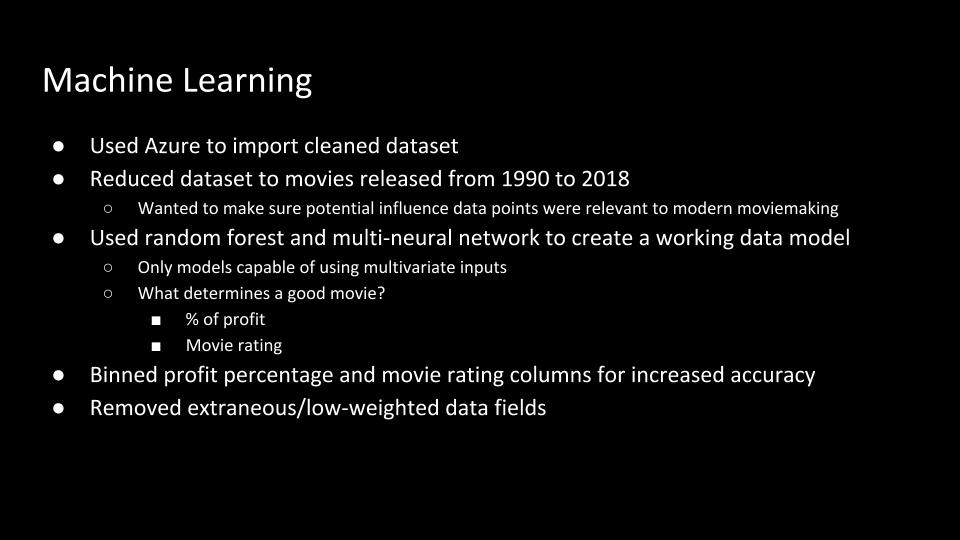 Machine Learning
● Used Azure to import cleaned dataset
● Reduced dataset to movies released from 1990 to 2018
○ Wanted to make sure potential influence data points were relevant to modern moviemaking
● Used random forest and multi-neural network to create a working data model
○ Only models capable of using multivariate inputs
○ What determines a good movie?
■ % of profit
■ Movie rating
● Binned profit percentage and movie rating columns for increased accuracy
● Removed extraneous/low-weighted data fields